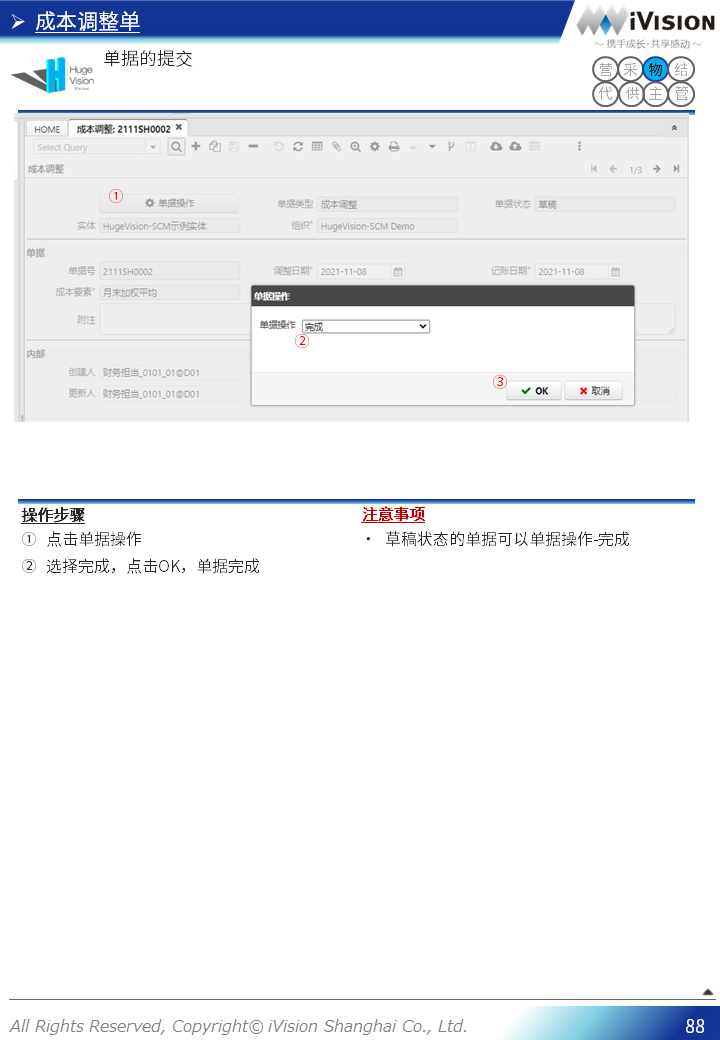 ➢ 成本调整单
iVISION
～ 携手成长·共享感动 ～
Huge Vision
单据的提交
营 采 物 结
代 供 主 管
HOME 成本调整: 2111SH0002 ×
Select Query
成本调整 1/3
① 单据操作 单据类型 成本调整 单据状态 草稿
实体 HugeVision-SCM示例实体 组织* HugeVision-SCM Demo
单据
单据号 2111SH0002 调整日期* 2021-11-08 记账日期* 2021-11-08
成本要素* 月末加权平均
附注
单据操作
单据操作 完成
②
内部
创建人 财务担当_0101_01@D01
更新人 财务担当_0101_01@D01
③ OK 取消
操作步骤
① 点击单据操作
② 选择完成，点击OK，单据完成
注意事项
• 草稿状态的单据可以单据操作-完成
All Rights Reserved, Copyright© iVision Shanghai Co., Ltd.
88